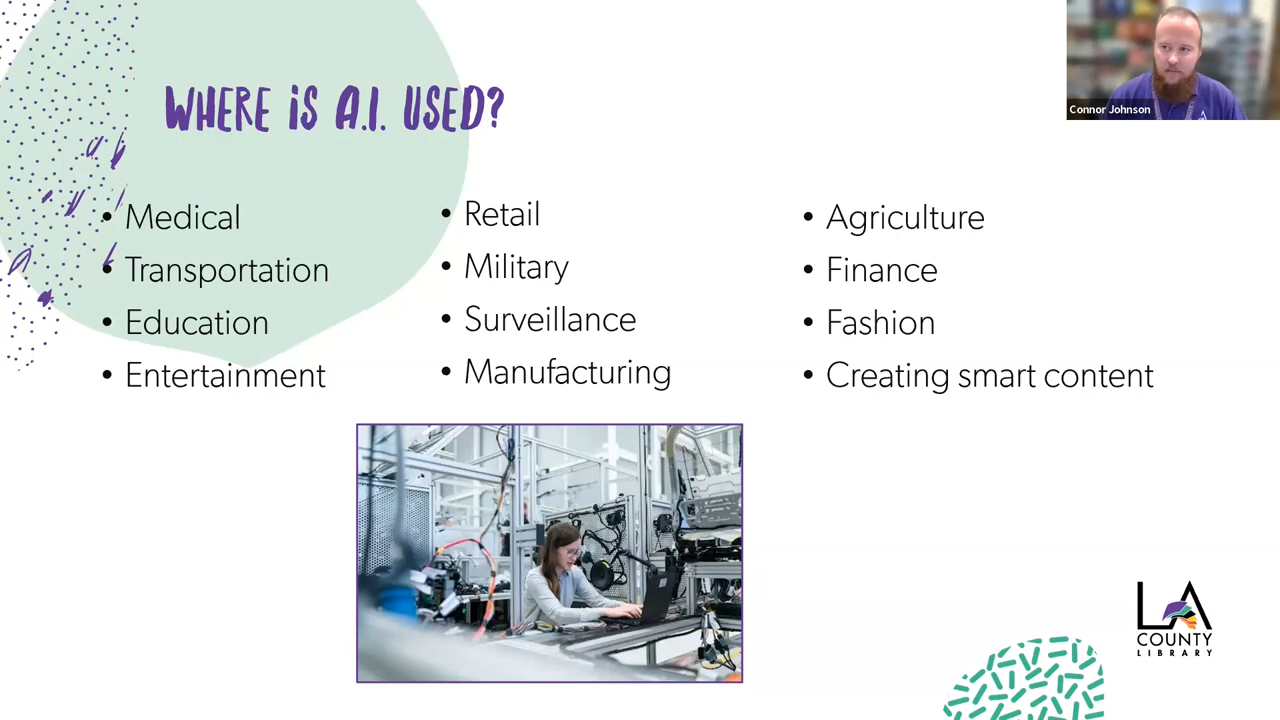 WHERE IS A.I. USED?
Connor Johnson
• Medical
• Transportation
• Education
• Entertainment
• Retail
• Military
• Surveillance
• Manufacturing
• Agriculture
• Finance
• Fashion
• Creating smart content
LA
COUNTY
LIBRARY